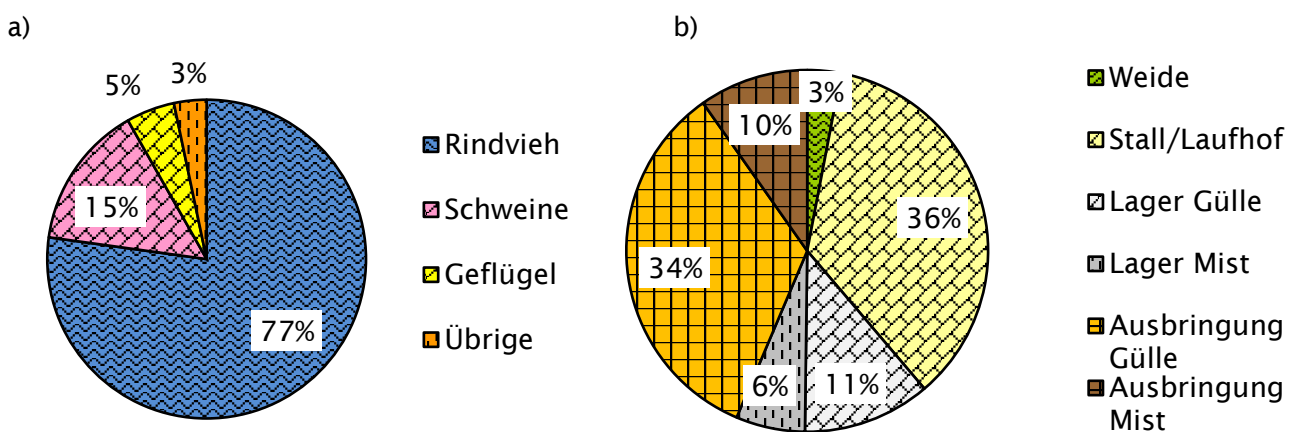 a)
5%
3%
15%
77%
Rindvieh
Schweine
Geflügel
Übrige
b)
3%
10%
36%
34%
6%
11%
Weide
Stall/Laufhof
Lager Gülle
Lager Mist
Ausbringung
Gülle
Ausbringung
Mist